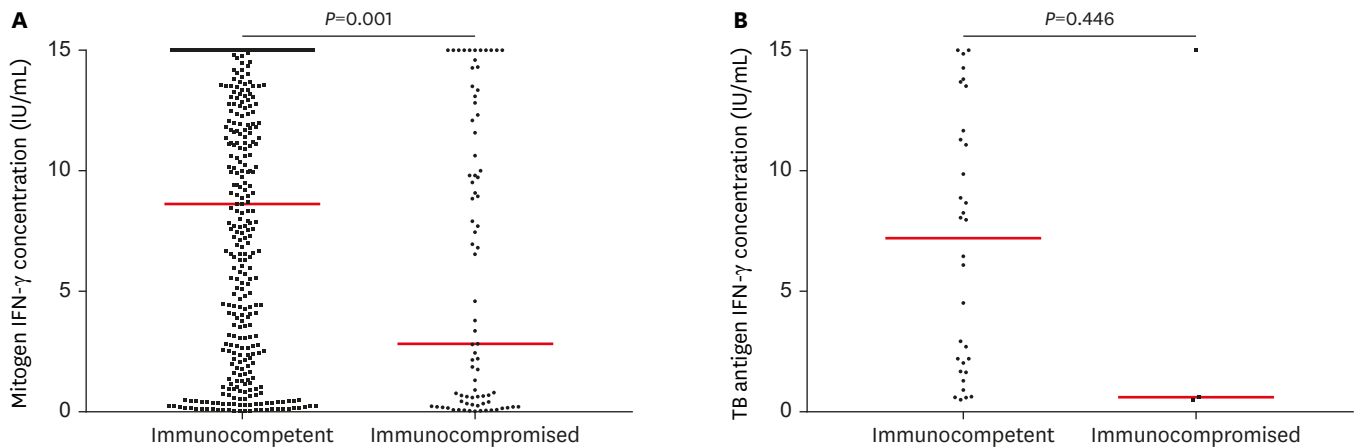 A
P=0.001
Mitogen IFN-γ concentration (IU/mL)
15
10
5
0
Immunocompetent
Immunocompromised
B
P=0.446
TB antigen IFN-γ concentration (IU/mL)
15
10
5
0
Immunocompetent
Immunocompromised